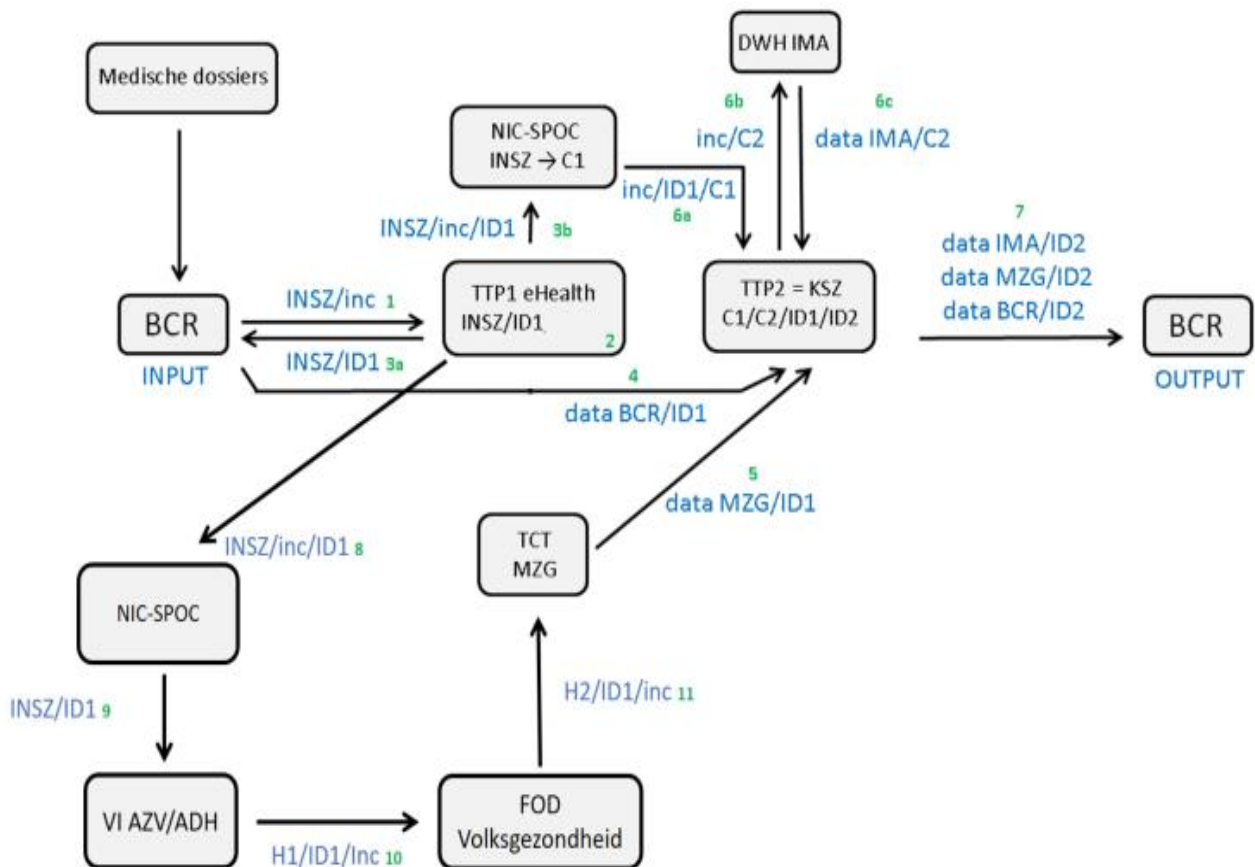 DWH IMA
Medische dossiers
6b
6c
NIC-SPOC
INSZ → C1
inc/C2
data IMA/C2
inc/ID1/C1
6a
INSZ/inc/ID1
3b
7
data IMA/ID2
data MZG/ID2
data BCR/ID2
BCR
INPUT
INSZ/inc 1
INSZ/ID1 3a
TTP1 eHealth
INSZ/ID1
2
TTP2 = KSZ
C1/C2/ID1/ID2
BCR
OUTPUT
4
data BCR/ID1
5
data MZG/ID1
INSZ/inc/ID1 8
TCT
MZG
NIC-SPOC
INSZ/ID1 9
H2/ID1/inc 11
VI AZV/ADH
H1/ID1/Inc 10
FOD
Volksgezondheid